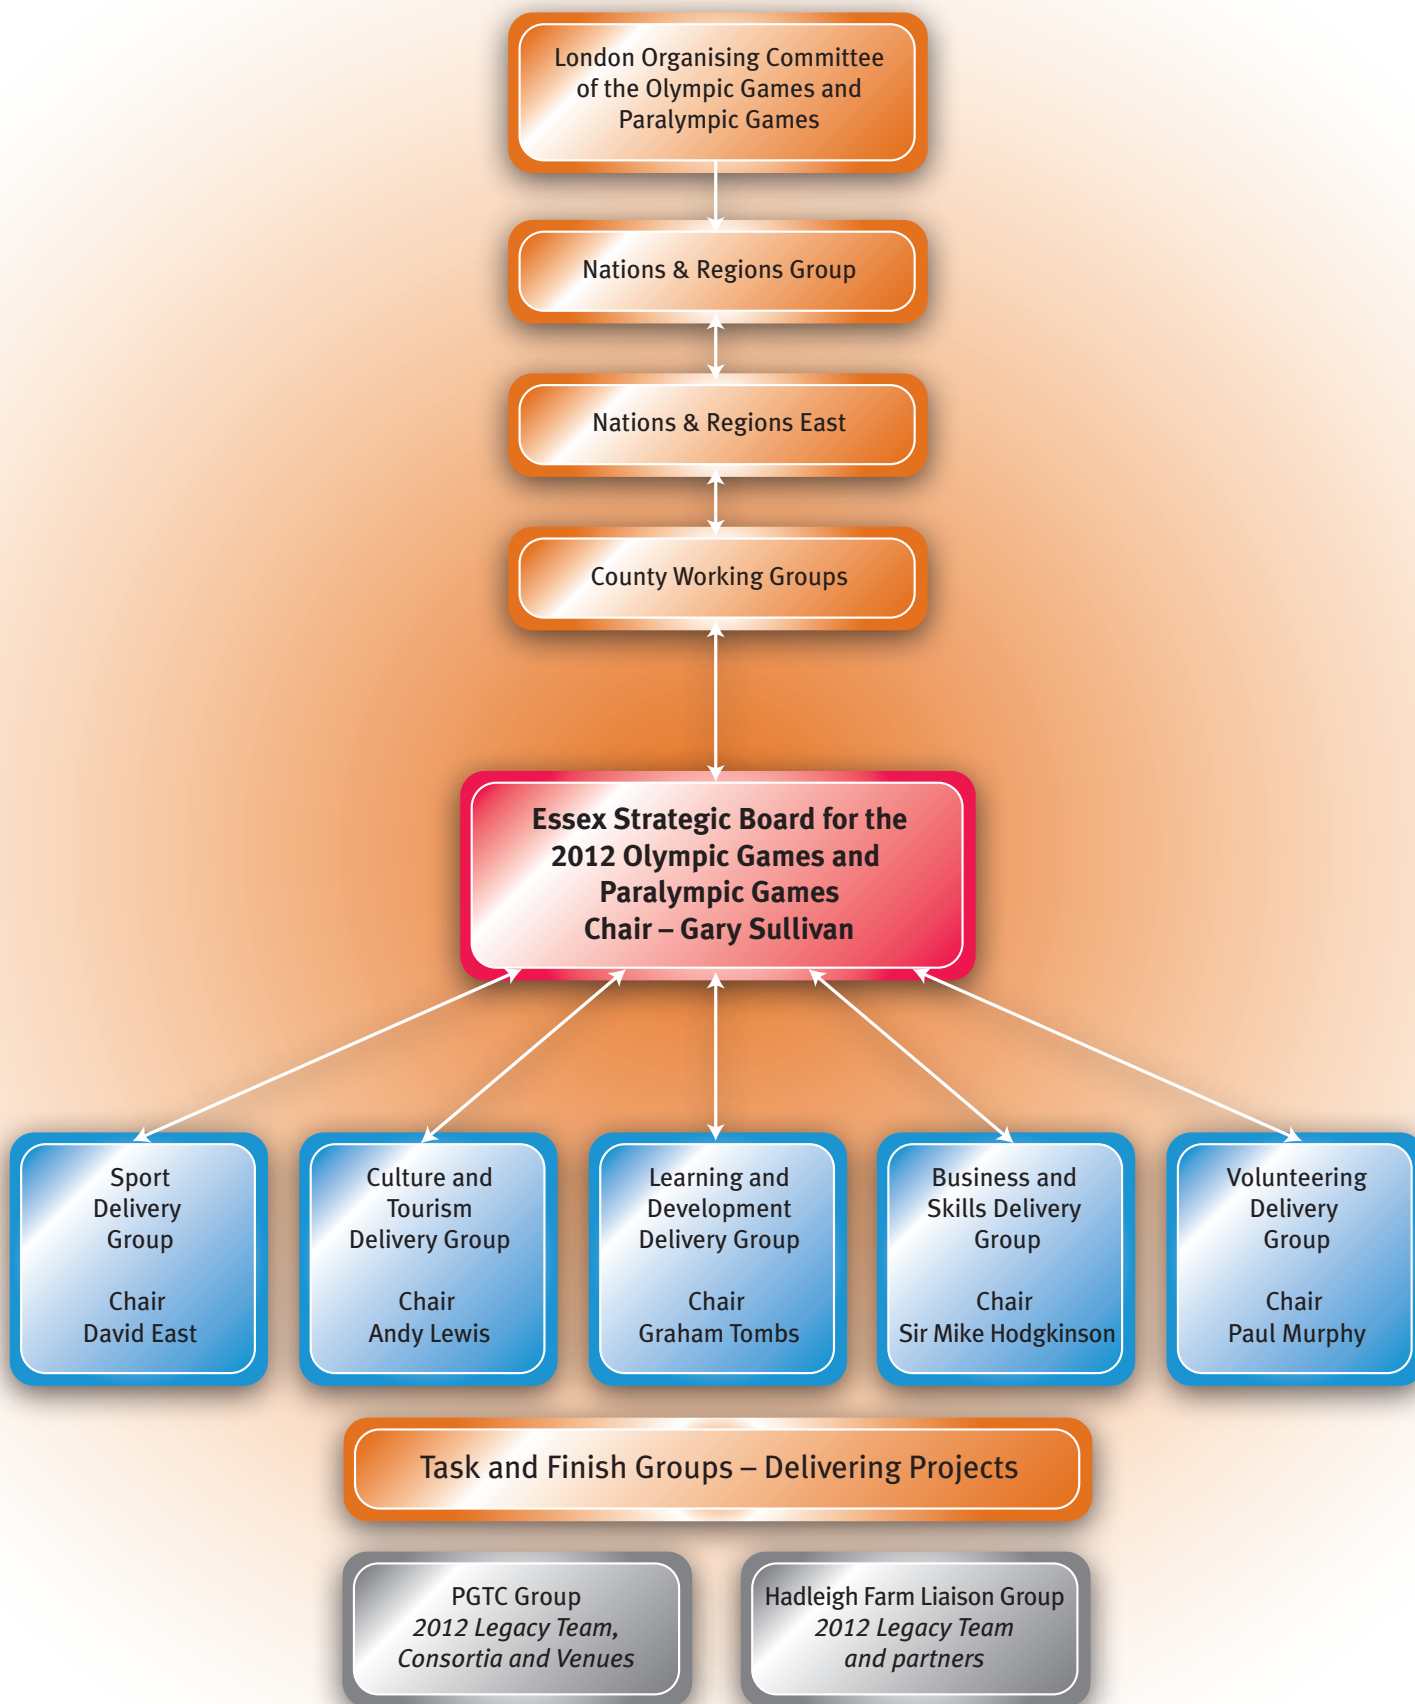 London Organising Committee
of the Olympic Games and
Paralympic Games
Nations & Regions Group
Nations & Regions East
County Working Groups
Essex Strategic Board for the
2012 Olympic Games and
Paralympic Games
Chair – Gary Sullivan
Sport
Delivery
Group
Chair
David East
Culture and
Tourism
Delivery Group
Chair
Andy Lewis
Learning and
Development
Delivery Group
Chair
Graham Tombs
Business and
Skills Delivery
Group
Chair
Sir Mike Hodgkinson
Volunteering
Delivery
Group
Chair
Paul Murphy
Task and Finish Groups – Delivering Projects
PGTC Group
2012 Legacy Team,
Consortia and Venues
Hadleigh Farm Liaison Group
2012 Legacy Team
and partners